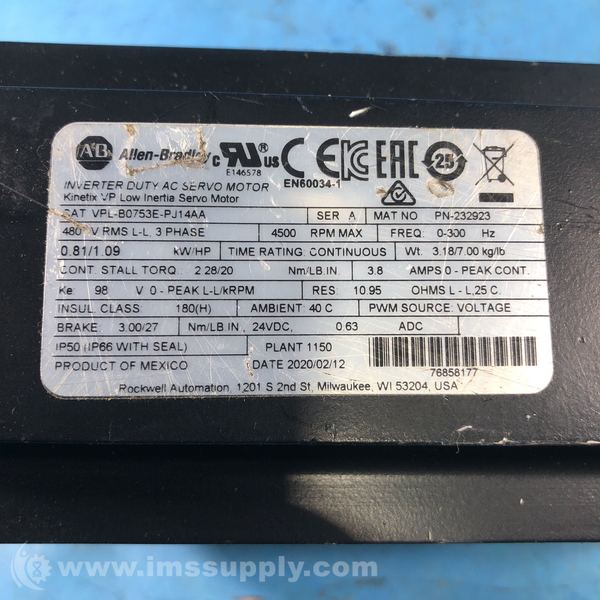 AB Allen-Bradley c UL US CE EAC 25
E146578
INVERTER DUTY AC SERVO MOTOR EN60034-1
Kinetix VP Low Inertia Servo Motor
CAT VPL-B0753E-PJ14AA SER A MAT NO PN-232923
480 V RMS L-L, 3 PHASE 4500 RPM MAX FREQ 0-300 Hz
0.81/1.09 kW/HP TIME RATING: CONTINUOUS Wt. 3.18/7.00 kg/lb
CONT. STALL TORQ. 2.28/20 Nm/LB.IN 3.8 AMPS 0 - PEAK CONT.
Ke 98 V 0 - PEAK L-L/kRPM RES: 10.95 OHMS L - L,25 C.
INSUL. CLASS 180(H) AMBIENT: 40 C PWM SOURCE: VOLTAGE
BRAKE: 3.00/27 Nm/LB IN , 24VDC, 0.63 ADC
IP50 (IP66 WITH SEAL) PLANT 1150
PRODUCT OF MEXICO DATE 2020/02/12
76858177
Rockwell Automation, 1201 S 2nd St, Milwaukee, WI 53204, USA
© www.imssupply.com/